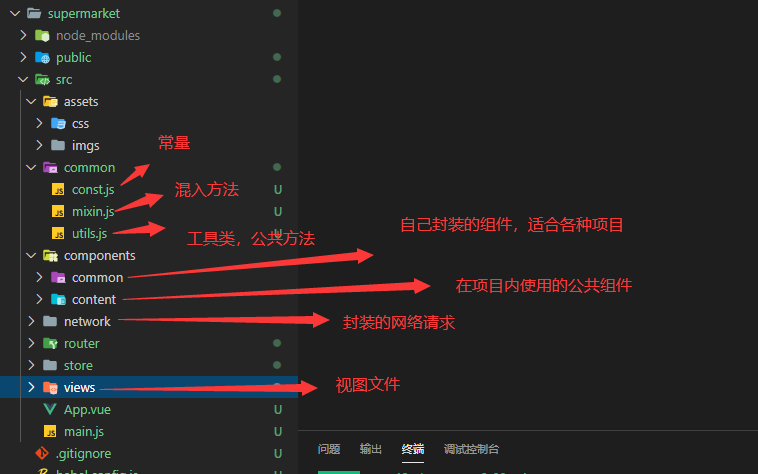 supermarket
node_modules
public
src
assets
css
imgs
common
常量
const.js U
混入方法
mixin.js U
utils.js U
工具类，公共方法
自己封装的组件，适合各种项目
components
common
在项目内使用的公共组件
content
network
封装的网络请求
router
store
views
视图文件
App.vue U
main.js U
.gitignore
问题 输出 终端 调试控制台
babel.config.js